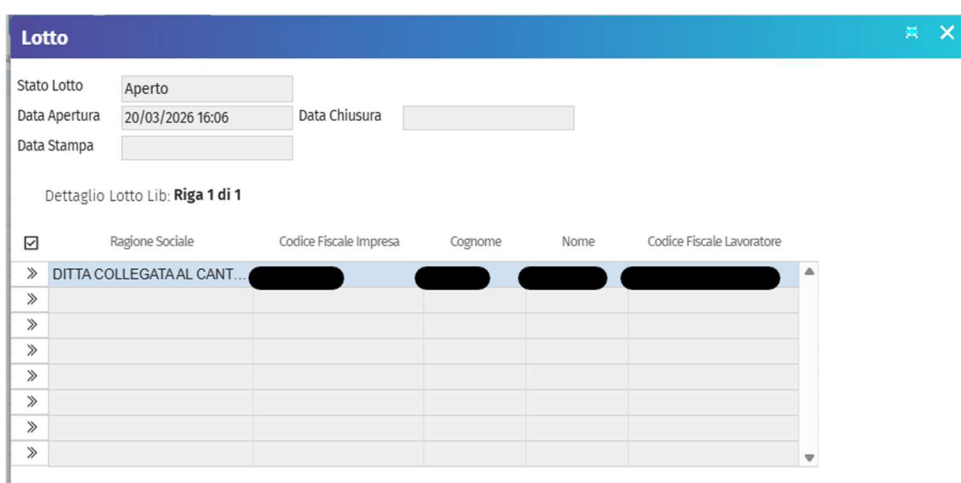 Lotto
Stato Lotto Aperto
Data Apertura 20/03/2026 16:06 Data Chiusura
Data Stampa
Dettaglio Lotto Lib: Riga 1 di 1
Ragione Sociale Codice Fiscale Impresa Cognome Nome Codice Fiscale Lavoratore
DITTA COLLEGATA AL CANT...